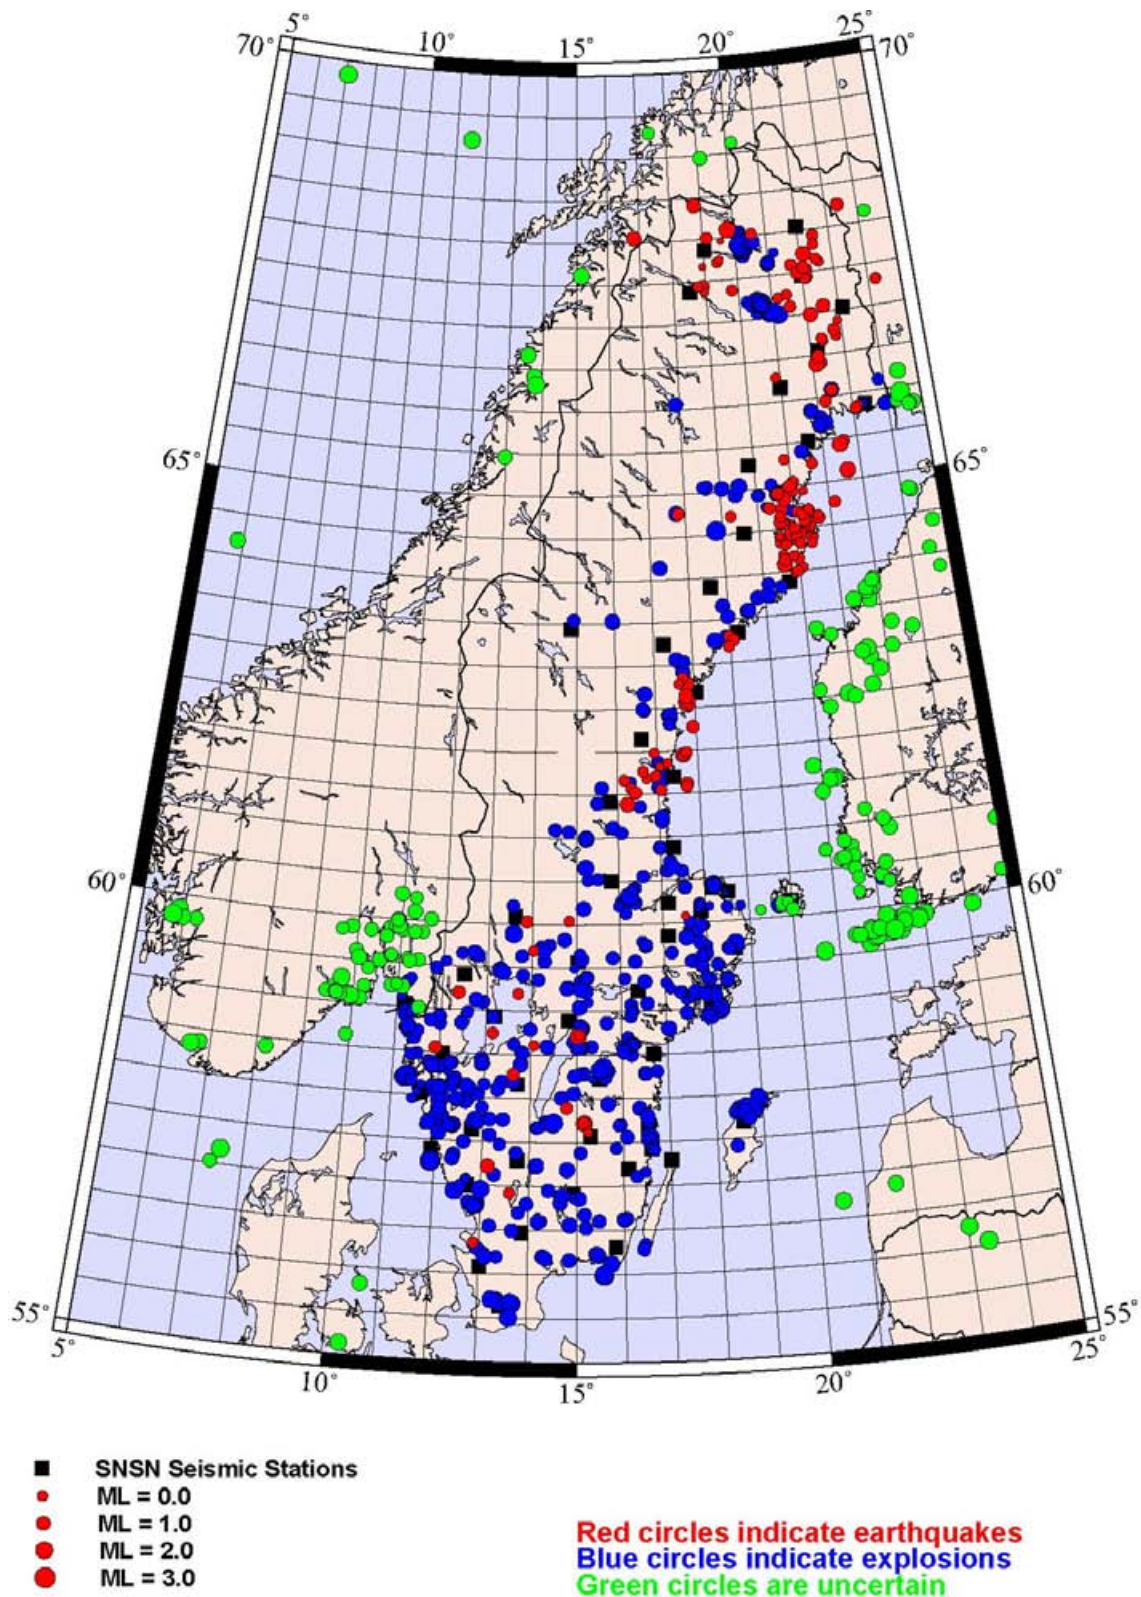 5°
25°
70°
10°
15°
20°
70°
65°
65°
60°
60°
55°
55°
5°
25°
10°
20°
15°
SNSN Seismic Stations
ML = 0.0
ML = 1.0
ML = 2.0
ML = 3.0
Red circles indicate earthquakes
Blue circles indicate explosions
Green circles are uncertain